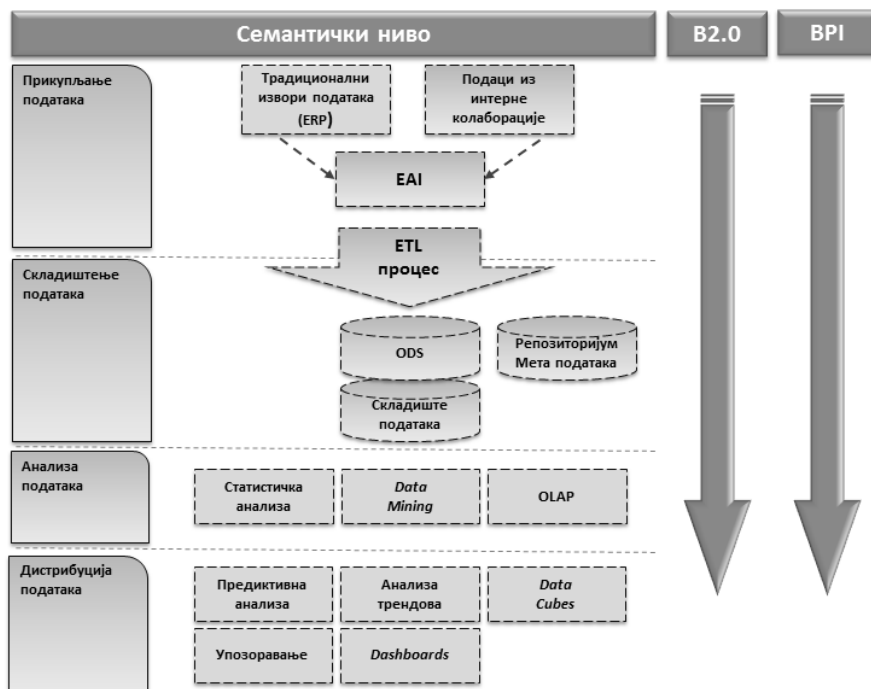 Семантички ниво
B2.0
BPI
Прикупљање
података
Традиционални
извори података
(ERP)
Подаци из
интерне
колаборације
EAI
ETL
процес
Складиштење
података
ODS
Репозиторијум
Мета података
Складиште
података
Анализа
података
Статистичка
анализа
Data
Mining
OLAP
Дистрибуција
података
Предиктивна
анализа
Анализа
трендова
Data
Cubes
Упозоравање
Dashboards